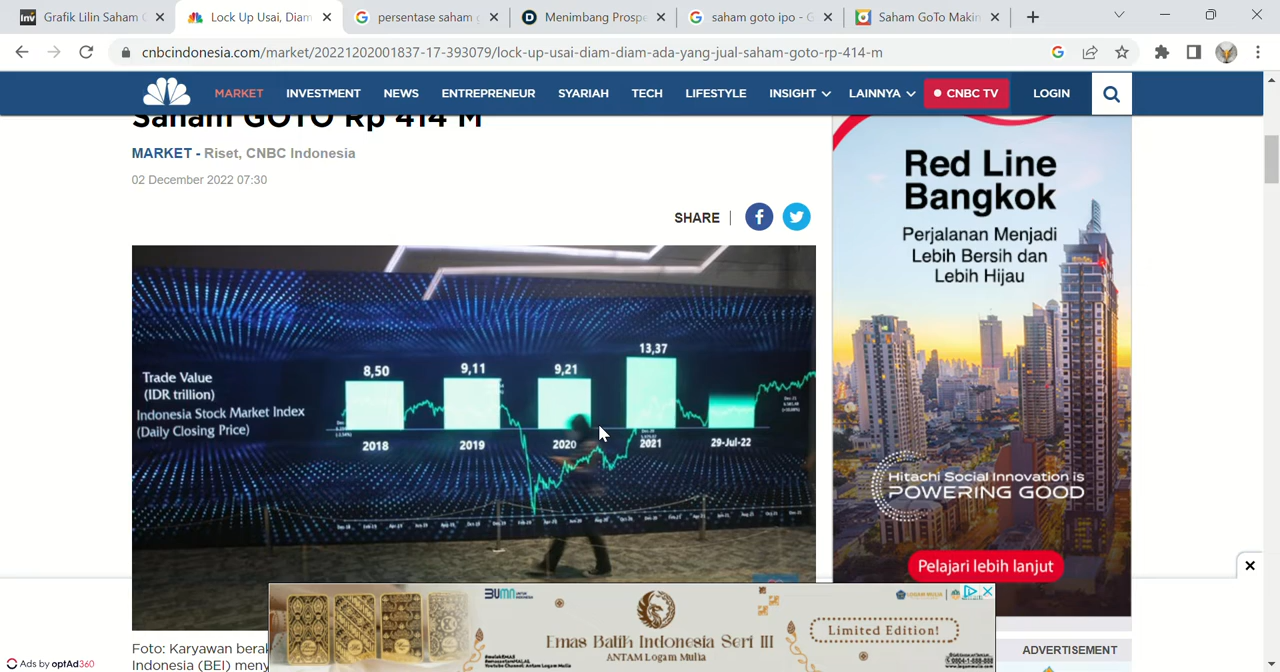 Grafik Lilin Saham G
Lock Up Usai, Diam
persentase saham g
Menimbang Prospe
saham goto ipo - G
Saham GoTo Makin
cnbcindonesia.com/market/20221202001837-17-393079/lock-up-usai-diam-diam-ada-yang-jual-saham-goto-rp-414-m
MARKET INVESTMENT NEWS ENTREPRENEUR SYARIAH TECH LIFESTYLE INSIGHT LAINNYA CNBC TV LOGIN
Saham GOTO Rp 414 M
MARKET - Riset, CNBC Indonesia
02 December 2022 07:30
SHARE
Trade Value
(IDR trillion)
Indonesia Stock Market Index
(Daily Closing Price)
8,50
9,11
9,21
13,37
2018
2019
2020
2021
29-Jul-22
Red Line
Bangkok
Perjalanan Menjadi
Lebih Bersih dan
Lebih Hijau
Hitachi Social Innovation is
POWERING GOOD
Pelajari lebih lanjut
BUMN
Emas Batik Indonesia Seri III
ANTAM Logam Mulia
Limited Edition!
LOGAM MULIA
Foto: Karyawan berak
Indonesia (BEI) meny
ADVERTISEMENT
Ads by optAd360